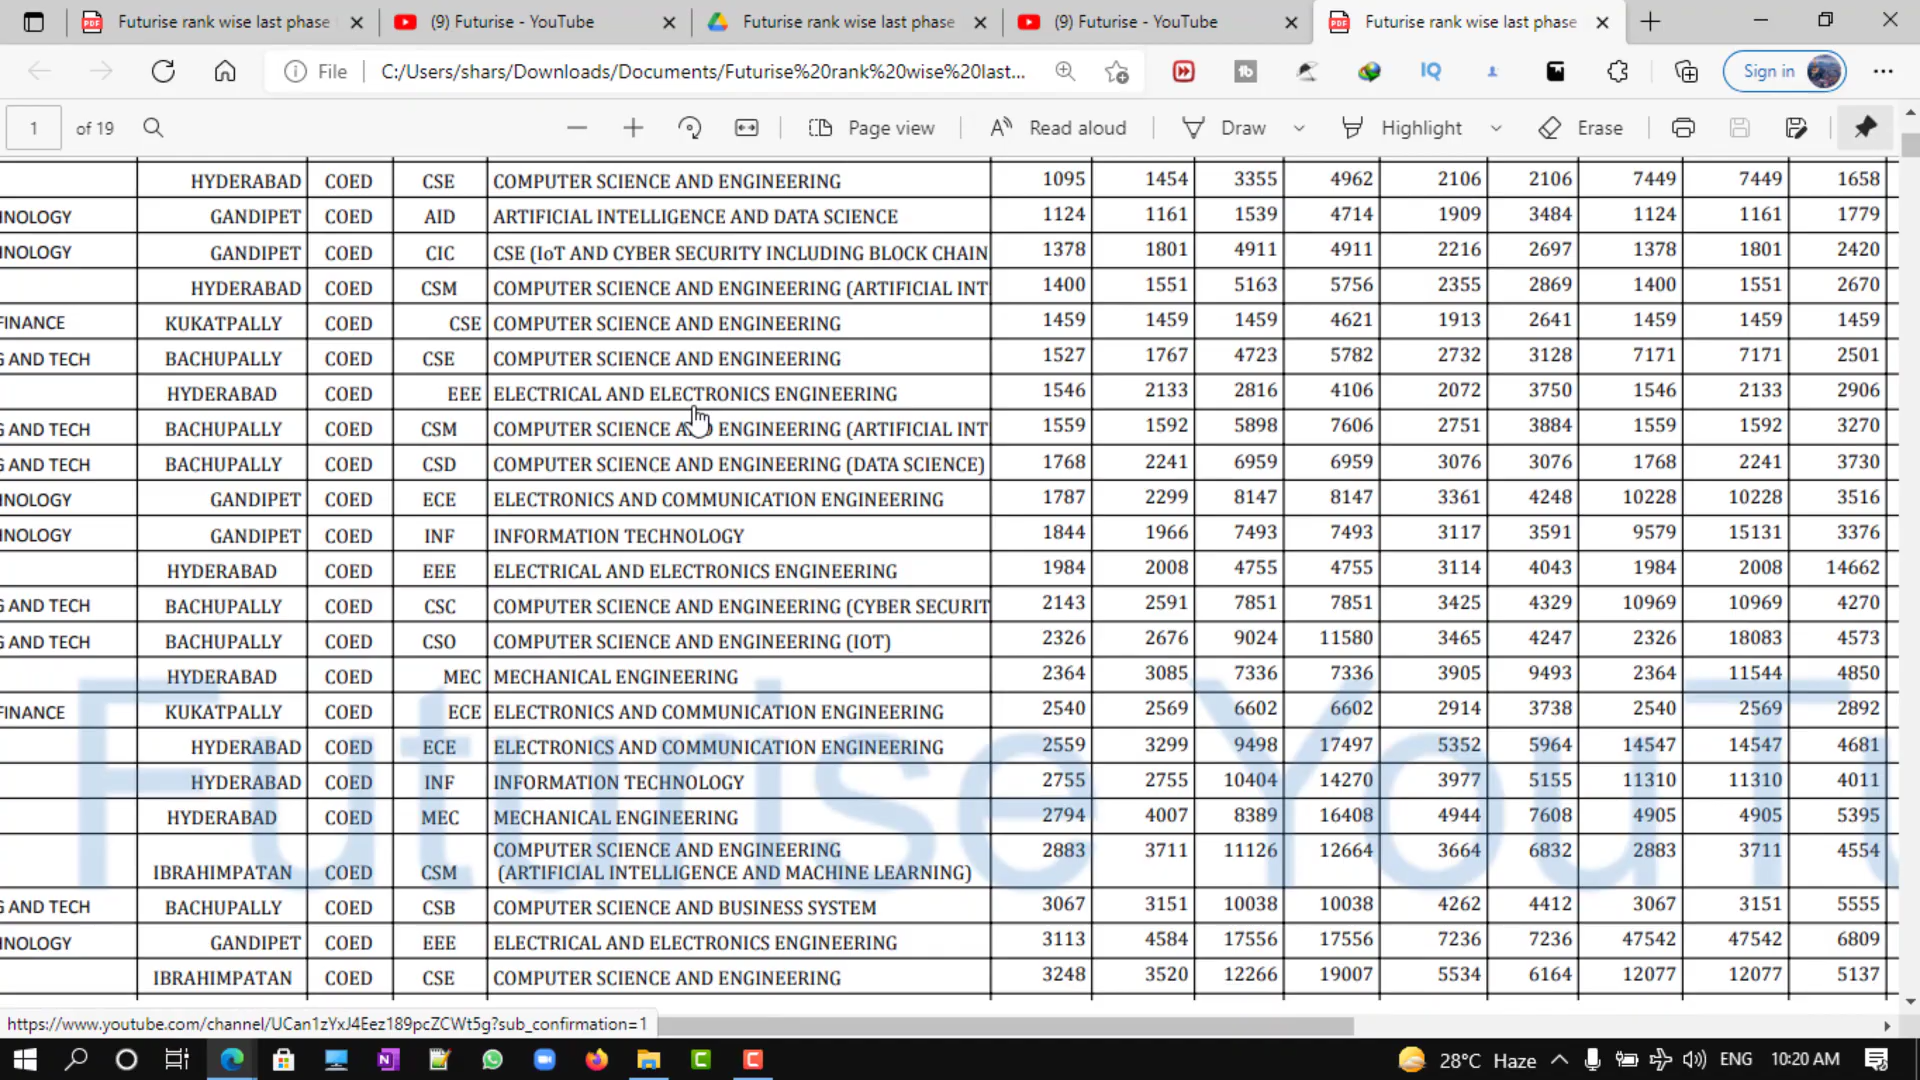 Futurise rank wise last phase
(9) Futurise - YouTube
Futurise rank wise last phase
(9) Futurise - YouTube
Futurise rank wise last phase
File C:/Users/shars/Downloads/Documents/Futurise%20rank%20wise%20last... Sign in
1 of 19 Page view Read aloud Draw Highlight Erase
HYDERABAD COED CSE COMPUTER SCIENCE AND ENGINEERING 1095 1454 3355 4962 2106 2106 7449 7449 1658
HNOLOGY GANDIPET COED AID ARTIFICIAL INTELLIGENCE AND DATA SCIENCE 1124 1161 1539 4714 1909 3484 1124 1161 1779
HNOLOGY GANDIPET COED CIC CSE (IoT AND CYBER SECURITY INCLUDING BLOCK CHAIN 1378 1801 4911 4911 2216 2697 1378 1801 2420
HYDERABAD COED CSM COMPUTER SCIENCE AND ENGINEERING (ARTIFICIAL INT 1400 1551 5163 5756 2355 2869 1400 1551 2670
FINANCE KUKATPALLY COED CSE COMPUTER SCIENCE AND ENGINEERING 1459 1459 1459 4621 1913 2641 1459 1459 1459
G AND TECH BACHUPALLY COED CSE COMPUTER SCIENCE AND ENGINEERING 1527 1767 4723 5782 2732 3128 7171 7171 2501
HYDERABAD COED EEE ELECTRICAL AND ELECTRONICS ENGINEERING 1546 2133 2816 4106 2072 3750 1546 2133 2906
G AND TECH BACHUPALLY COED CSM COMPUTER SCIENCE AND ENGINEERING (ARTIFICIAL INT 1559 1592 5898 7606 2751 3884 1559 1592 3270
G AND TECH BACHUPALLY COED CSD COMPUTER SCIENCE AND ENGINEERING (DATA SCIENCE) 1768 2241 6959 6959 3076 3076 1768 2241 3730
HNOLOGY GANDIPET COED ECE ELECTRONICS AND COMMUNICATION ENGINEERING 1787 2299 8147 8147 3361 4248 10228 10228 3516
HNOLOGY GANDIPET COED INF INFORMATION TECHNOLOGY 1844 1966 7493 7493 3117 3591 9579 15131 3376
HYDERABAD COED EEE ELECTRICAL AND ELECTRONICS ENGINEERING 1984 2008 4755 4755 3114 4043 1984 2008 14662
G AND TECH BACHUPALLY COED CSC COMPUTER SCIENCE AND ENGINEERING (CYBER SECURIT 2143 2591 7851 7851 3425 4329 10969 10969 4270
G AND TECH BACHUPALLY COED CSO COMPUTER SCIENCE AND ENGINEERING (IOT) 2326 2676 9024 11580 3465 4247 2326 18083 4573
HYDERABAD COED MEC MECHANICAL ENGINEERING 2364 3085 7336 7336 3905 9493 2364 11544 4850
FINANCE KUKATPALLY COED ECE ELECTRONICS AND COMMUNICATION ENGINEERING 2540 2569 6602 6602 2914 3738 2540 2569 2892
HYDERABAD COED ECE ELECTRONICS AND COMMUNICATION ENGINEERING 2559 3299 9498 17497 5352 5964 14547 14547 4681
HYDERABAD COED INF INFORMATION TECHNOLOGY 2755 2755 10404 14270 3977 5155 11310 11310 4011
HYDERABAD COED MEC MECHANICAL ENGINEERING 2794 4007 8389 16408 4944 7608 4905 4905 5395
COMPUTER SCIENCE AND ENGINEERING 2883 3711 11126 12664 3664 6832 2883 3711 4554
IBRAHIMPATAN COED CSM (ARTIFICIAL INTELLIGENCE AND MACHINE LEARNING)
G AND TECH BACHUPALLY COED CSB COMPUTER SCIENCE AND BUSINESS SYSTEM 3067 3151 10038 10038 4262 4412 3067 3151 5555
HNOLOGY GANDIPET COED EEE ELECTRICAL AND ELECTRONICS ENGINEERING 3113 4584 17556 17556 7236 7236 47542 47542 6809
IBRAHIMPATAN COED CSE COMPUTER SCIENCE AND ENGINEERING 3248 3520 12266 19007 5534 6164 12077 12077 5137
Futurise YouTu
https://www.youtube.com/channel/UCan1zYxJ4Eez189pcZCWt5g?sub_confirmation=1
28°C Haze ENG 10:20 AM